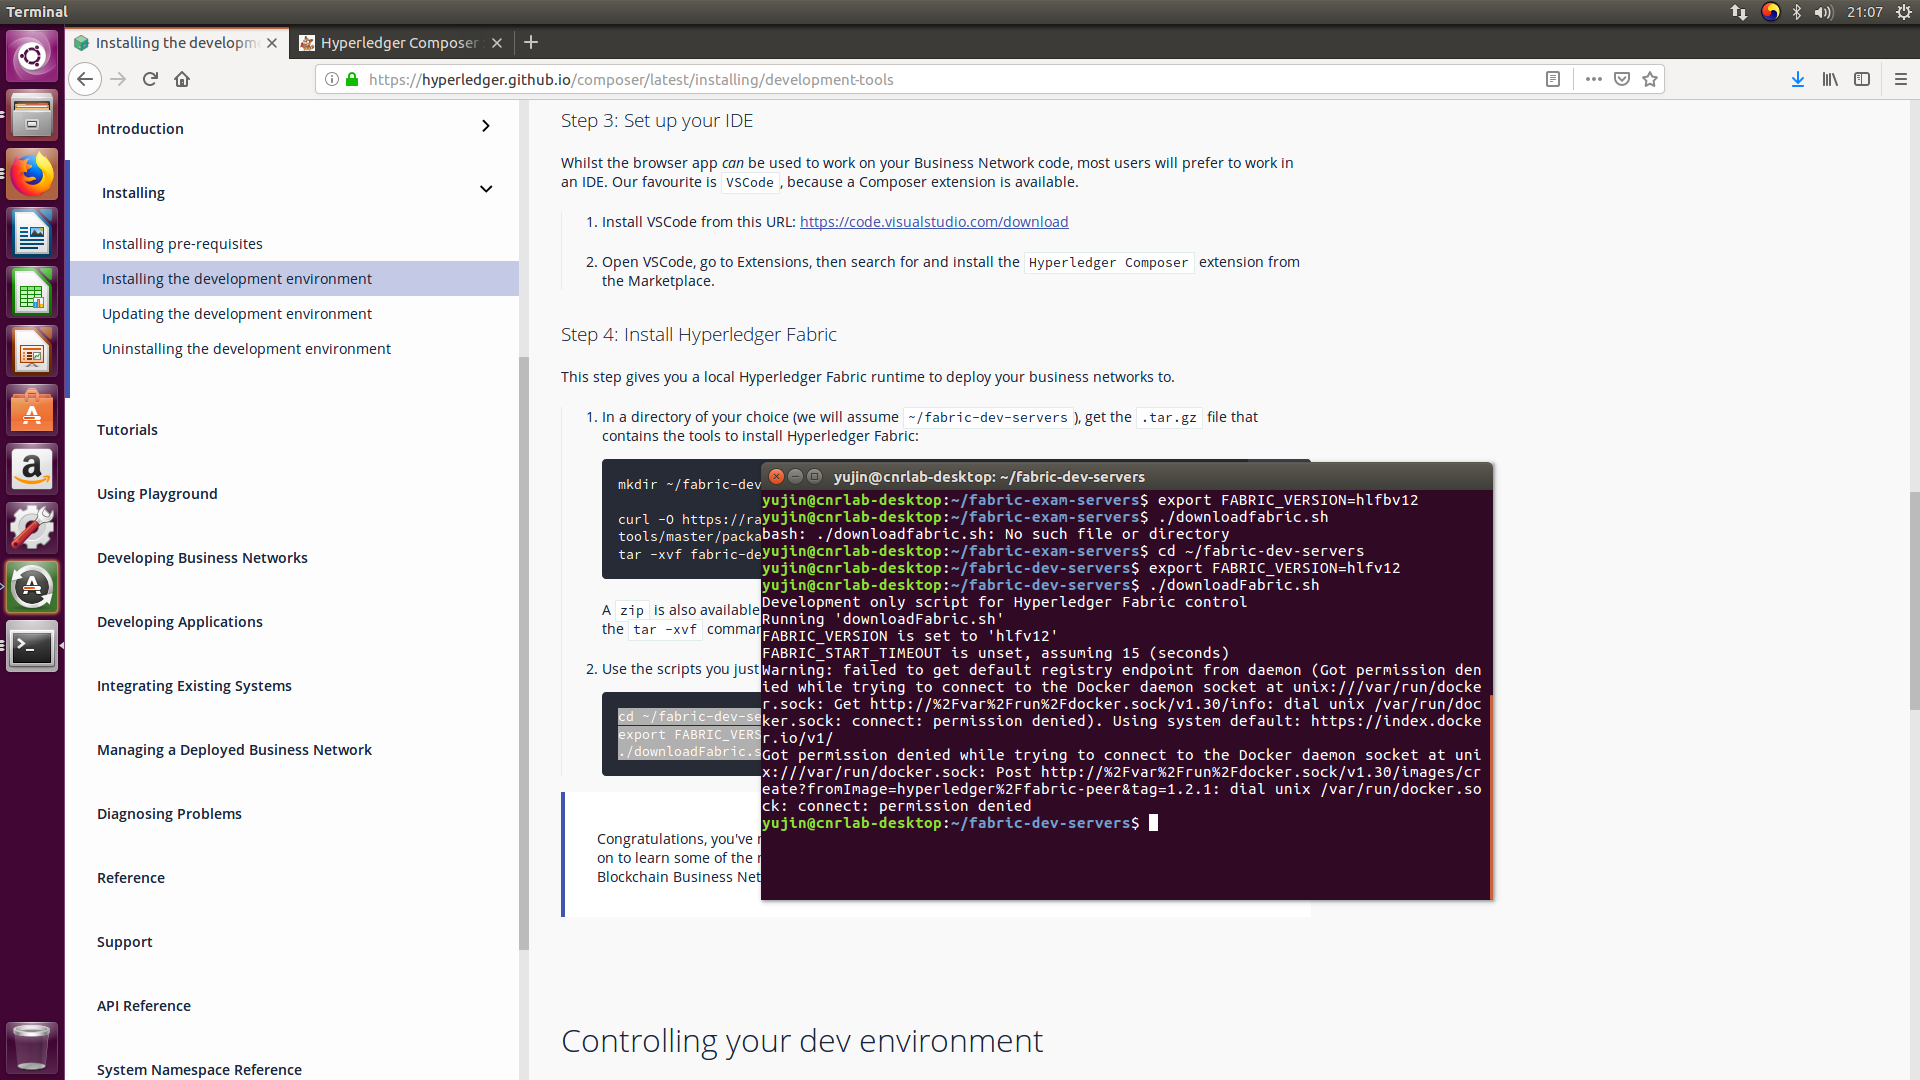 Terminal
21:07
Installing the developm
Hyperledger Composer
https://hyperledger.github.io/composer/latest/installing/development-tools
Introduction
Installing
Installing pre-requisites
Installing the development environment
Updating the development environment
Uninstalling the development environment
Tutorials
Using Playground
Developing Business Networks
Developing Applications
Integrating Existing Systems
Managing a Deployed Business Network
Diagnosing Problems
Reference
Support
API Reference
System Namespace Reference
Step 3: Set up your IDE
Whilst the browser app can be used to work on your Business Network code, most users will prefer to work in
an IDE. Our favourite is VSCode, because a Composer extension is available.
1. Install VSCode from this URL: https://code.visualstudio.com/download
2. Open VSCode, go to Extensions, then search for and install the Hyperledger Composer extension from
the Marketplace.
Step 4: Install Hyperledger Fabric
This step gives you a local Hyperledger Fabric runtime to deploy your business networks to.
1. In a directory of your choice (we will assume ~/fabric-dev-servers), get the .tar.gz file that
contains the tools to install Hyperledger Fabric:
mkdir ~/fabric-dev
curl -O https://ra
tools/master/packa
tar -xvf fabric-de
A zip is also available
the tar -xvf comma
2. Use the scripts you just
cd ~/fabric-dev-se
export FABRIC_VERS
./downloadFabric.s
Congratulations, you've
on to learn some of the
Blockchain Business Net
Controlling your dev environment
yujin@cnrlab-desktop: ~/fabric-dev-servers
yujin@cnrlab-desktop:~/fabric-exam-servers$ export FABRIC_VERSION=hlfbv12
yujin@cnrlab-desktop:~/fabric-exam-servers$ ./downloadfabric.sh
bash: ./downloadfabric.sh: No such file or directory
yujin@cnrlab-desktop:~/fabric-exam-servers$ cd ~/fabric-dev-servers
yujin@cnrlab-desktop:~/fabric-dev-servers$ export FABRIC_VERSION=hlfv12
yujin@cnrlab-desktop:~/fabric-dev-servers$ ./downloadFabric.sh
Development only script for Hyperledger Fabric control
Running 'downloadFabric.sh'
FABRIC_VERSION is set to 'hlfv12'
FABRIC_START_TIMEOUT is unset, assuming 15 (seconds)
Warning: failed to get default registry endpoint from daemon (Got permission den
ied while trying to connect to the Docker daemon socket at unix:///var/run/docke
r.sock: Get http://%2Fvar%2Frun%2Fdocker.sock/v1.30/info: dial unix /var/run/doc
ker.sock: connect: permission denied). Using system default: https://index.docke
r.io/v1/
Got permission denied while trying to connect to the Docker daemon socket at uni
x:///var/run/docker.sock: Post http://%2Fvar%2Frun%2Fdocker.sock/v1.30/images/cr
eate?fromImage=hyperledger%2Ffabric-peer&tag=1.2.1: dial unix /var/run/docker.so
ck: connect: permission denied
yujin@cnrlab-desktop:~/fabric-dev-servers$